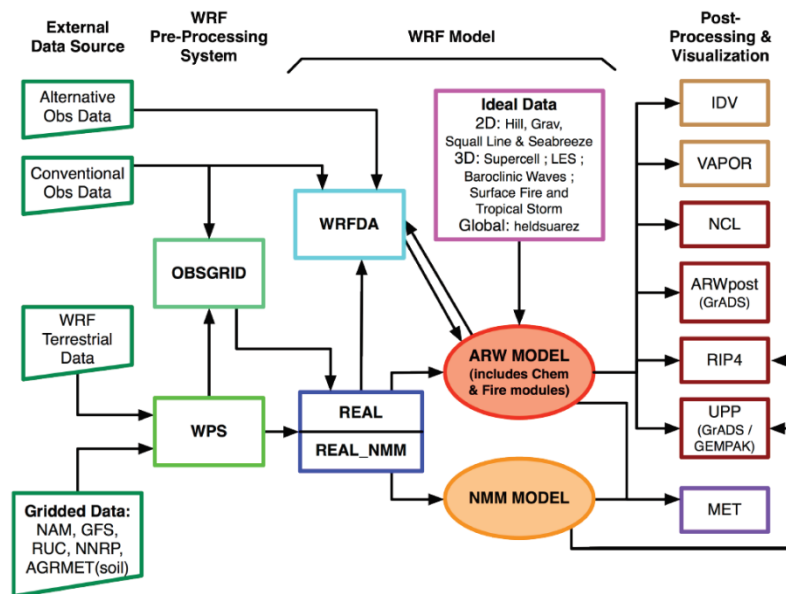 External
Data Source
WRF
Pre-Processing
System
WRF Model
Post-
Processing &
Visualization
Alternative
Obs Data
Conventional
Obs Data
WRF
Terrestrial
Data
Gridded Data:
NAM, GFS,
RUC, NNRP,
AGRMET(soil)
OBSGRID
WPS
WRFDA
REAL
REAL_NMM
Ideal Data
2D: Hill, Grav,
Squall Line & Seabreeze
3D: Supercell ; LES ;
Baroclinic Waves ;
Surface Fire and
Tropical Storm
Global: heldsuarez
ARW MODEL
(includes Chem
& Fire modules)
NMM MODEL
IDV
VAPOR
NCL
ARWpost
(GrADS)
RIP4
UPP
(GrADS /
GEMPAK)
MET